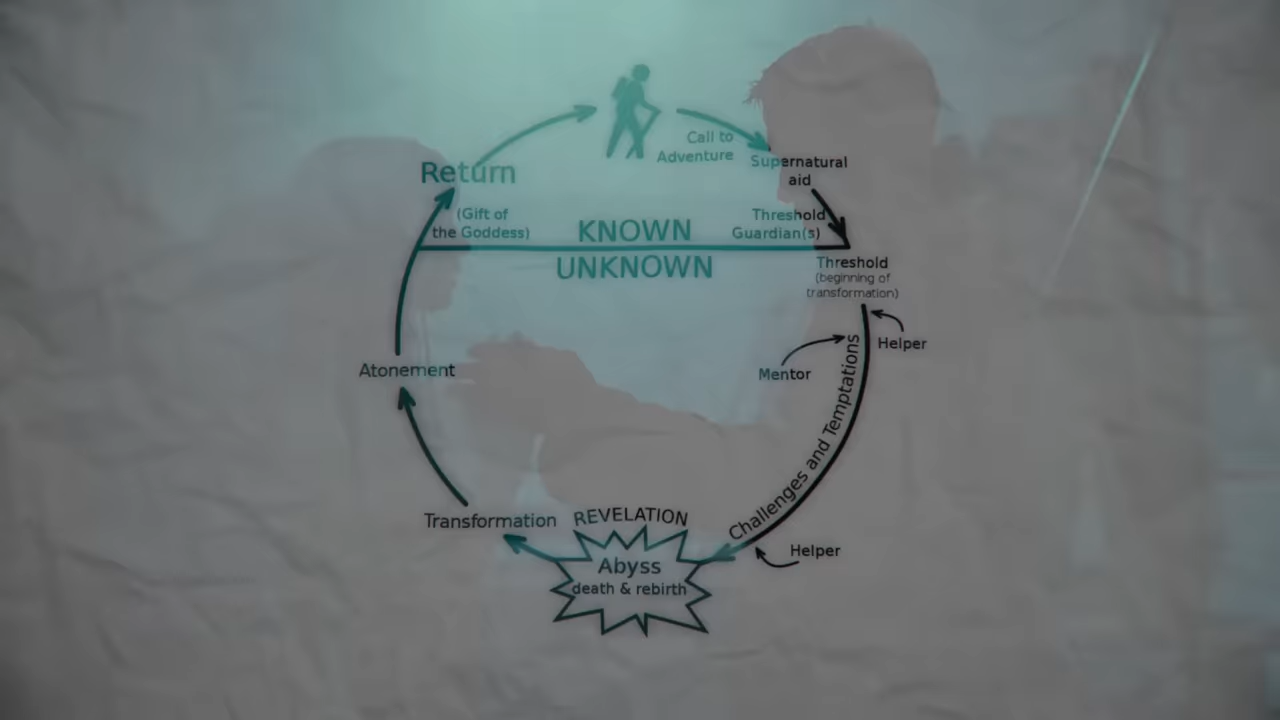 Call to
Adventure
Supernatural
aid
Return
(Gift of
the Goddess)
KNOWN
Threshold
Guardian(s)
UNKNOWN
Threshold
(beginning of
transformation)
Helper
Mentor
Challenges and Temptations
Atonement
Transformation
REVELATION
Helper
Abyss
death & rebirth